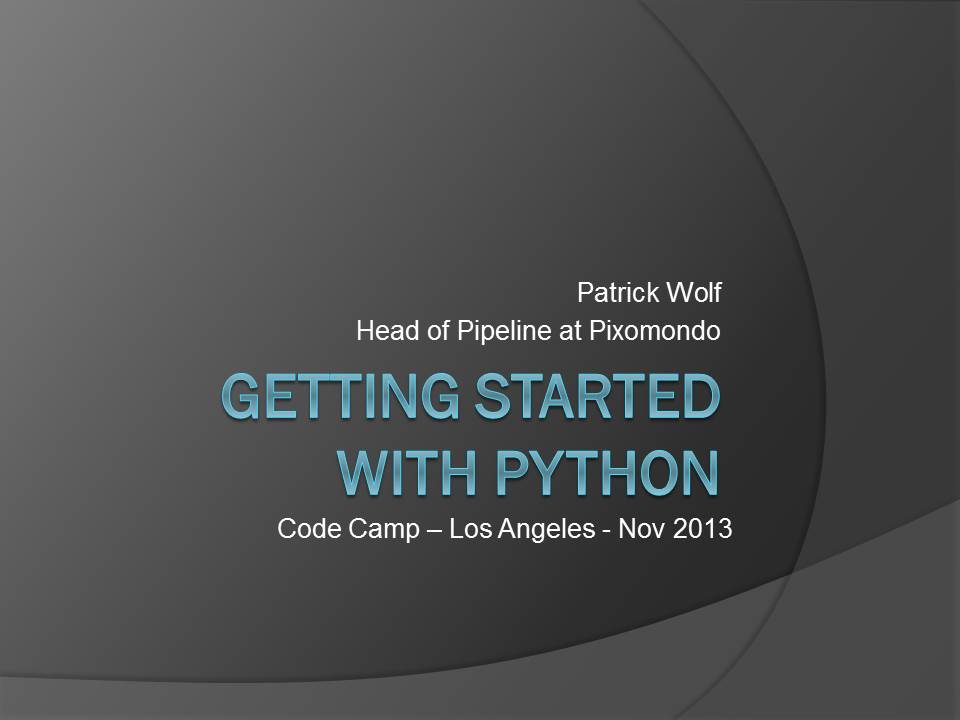 Patrick Wolf
Head of Pipeline at Pixomondo
GETTING STARTED
WITH PYTHON
Code Camp – Los Angeles - Nov 2013